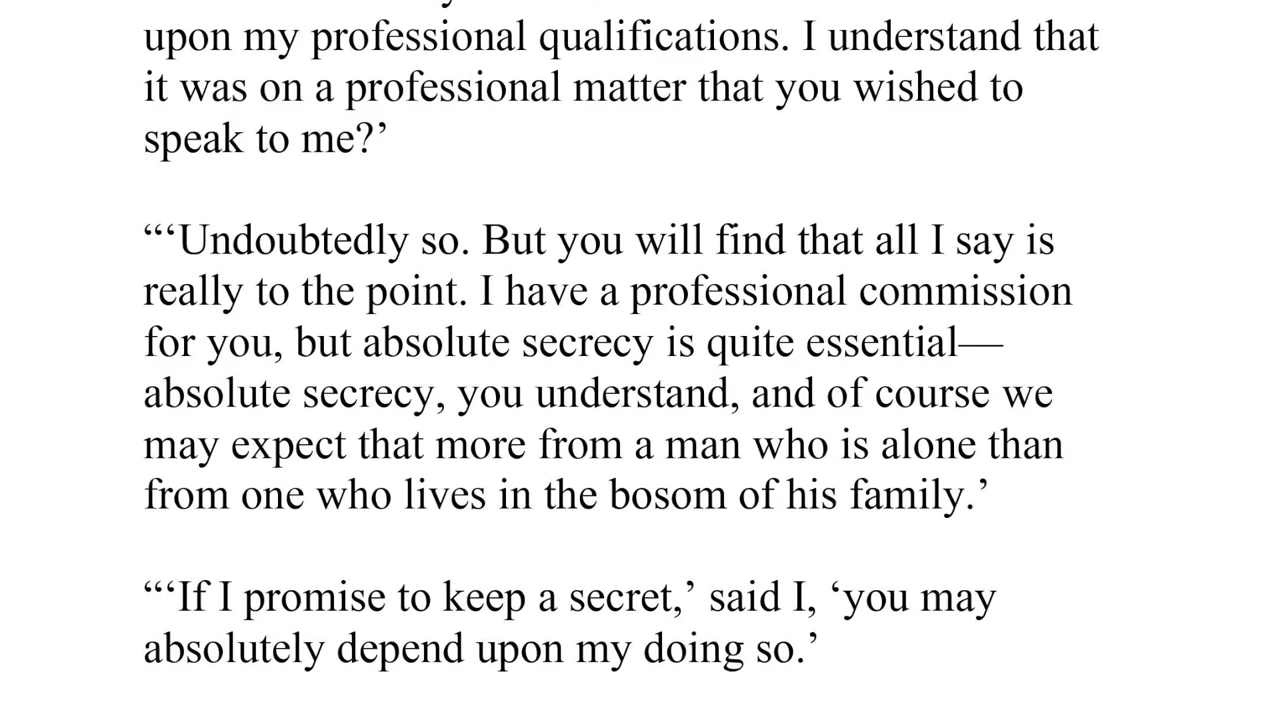 upon my professional qualifications. I understand that
it was on a professional matter that you wished to
speak to me?’
“‘Undoubtedly so. But you will find that all I say is
really to the point. I have a professional commission
for you, but absolute secrecy is quite essential—
absolute secrecy, you understand, and of course we
may expect that more from a man who is alone than
from one who lives in the bosom of his family.’
“‘If I promise to keep a secret,’ said I, ‘you may
absolutely depend upon my doing so.’